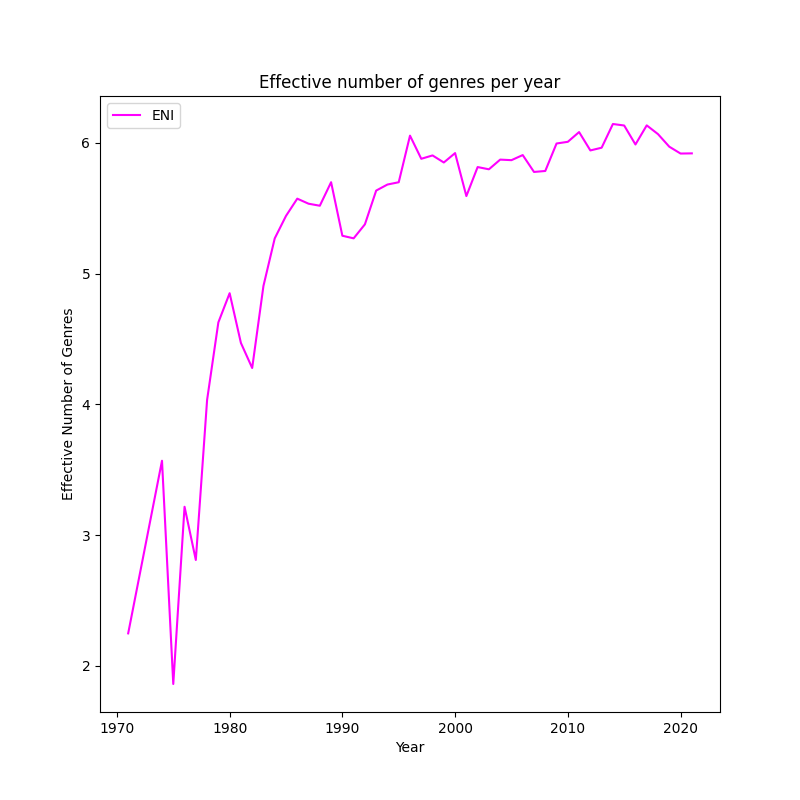 Effective number of genres per year
ENI
6
5
4
3
2
Effective Number of Genres
1970 1980 1990 2000 2010 2020
Year